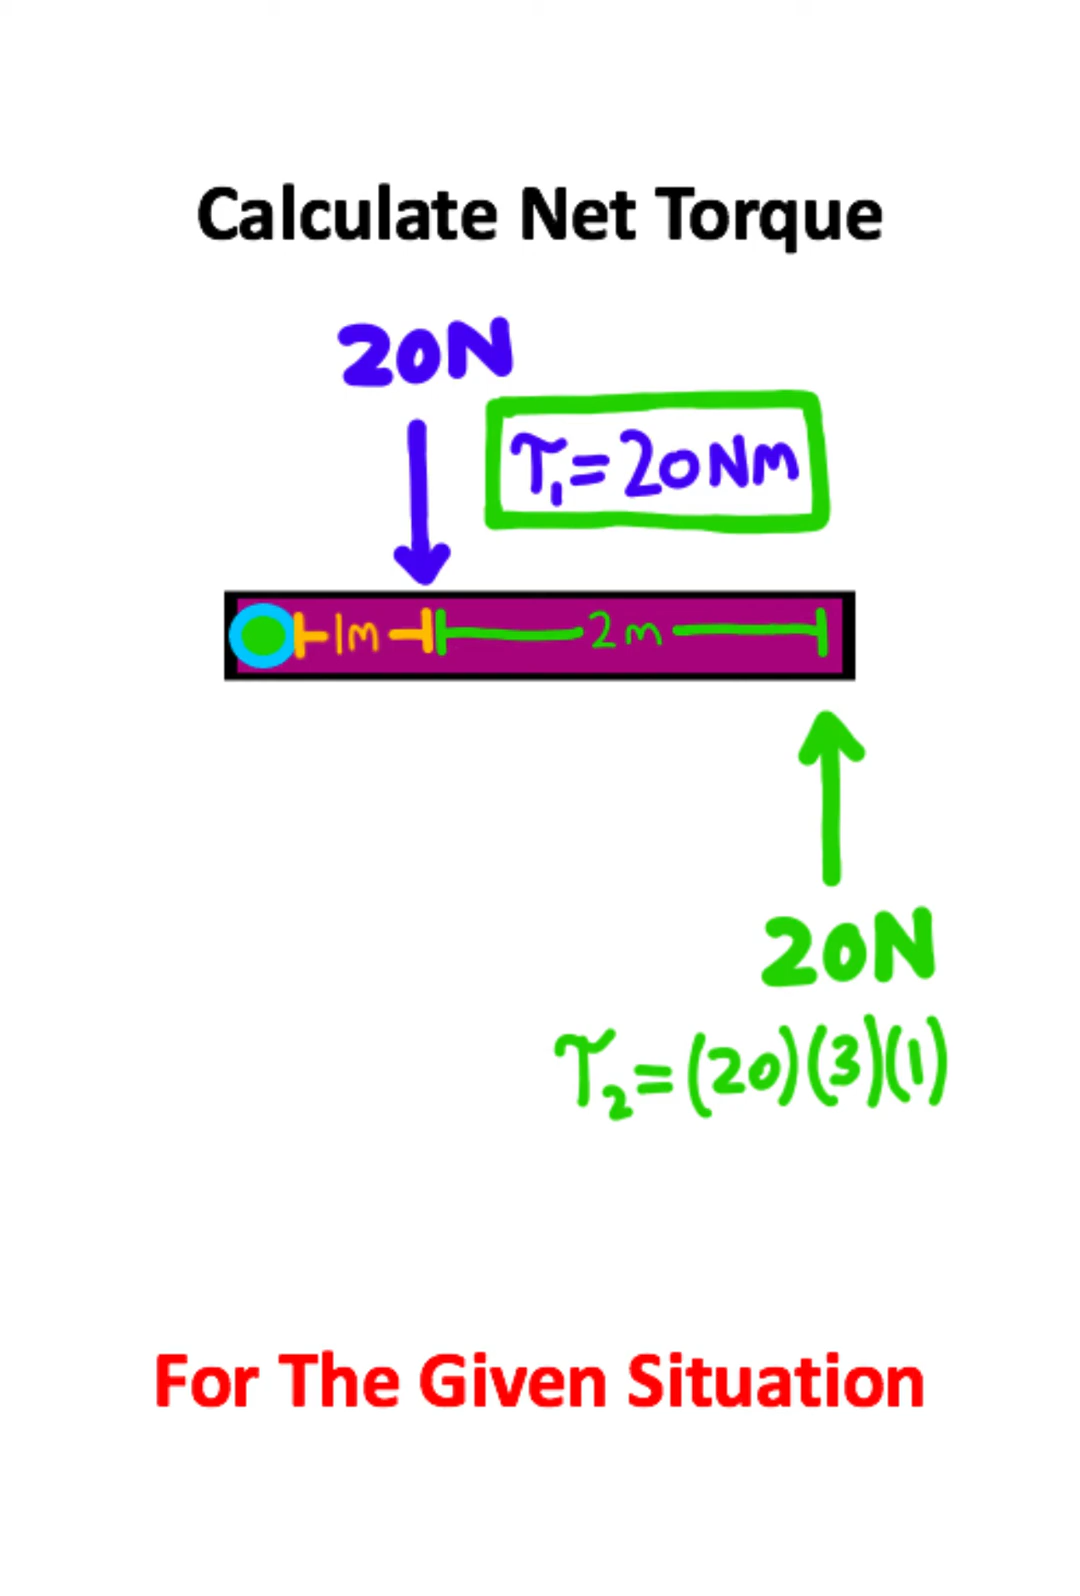 Calculate Net Torque
20N
τ₁=20Nm
1m 2m
20N
τ₂=(20)(3)(1)
For The Given Situation